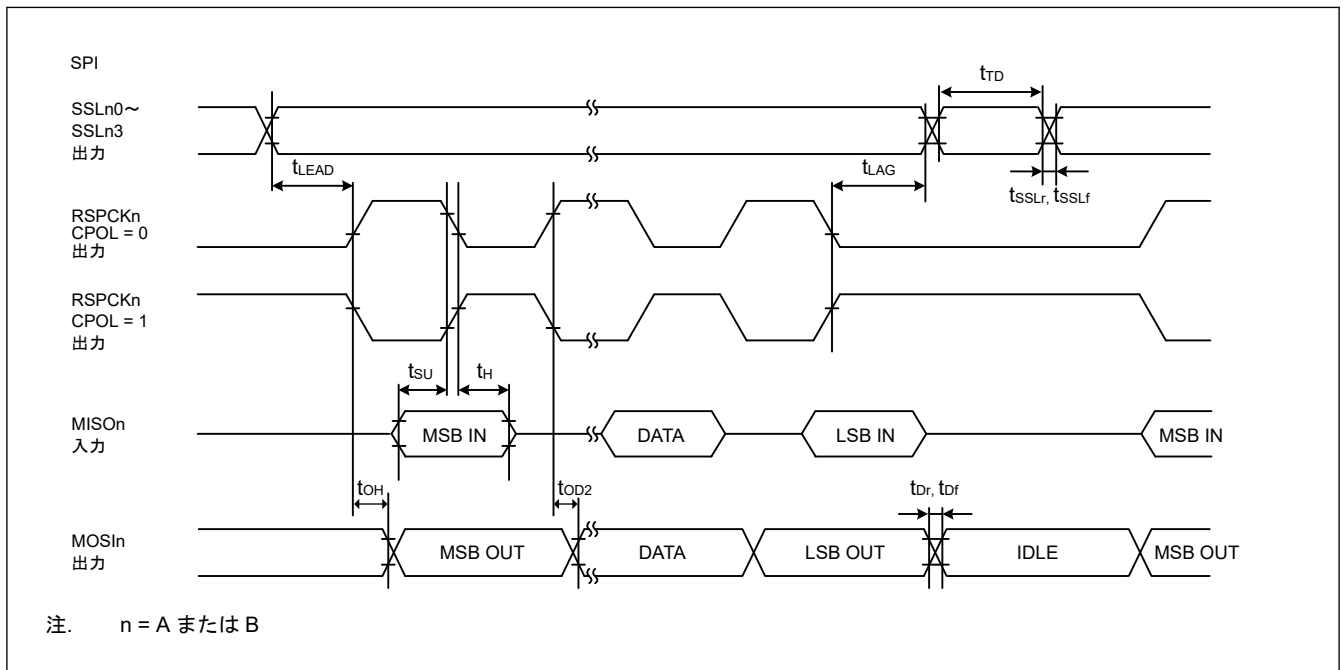 SPI
SSLn0～
SSLn3
出力
tTD
tLEAD
tLAG
tSSLr, tSSLf
RSPCKn
CPOL = 0
出力
RSPCKn
CPOL = 1
出力
tSU
tH
MISOn
入力
MSB IN
DATA
LSB IN
MSB IN
tOH
tOD2
tDr, tDf
MOSIn
出力
MSB OUT
DATA
LSB OUT
IDLE
MSB OUT
注. n = A または B